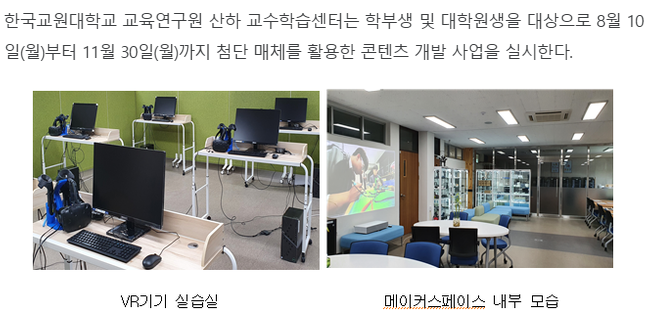 한국교원대학교 교육연구원 산하 교수학습센터는 학부생 및 대학원생을 대상으로 8월 10
일(월)부터 11월 30일(월)까지 첨단 매체를 활용한 콘텐츠 개발 사업을 실시한다.
VR기기 실습실
메이커스페이스 내부 모습